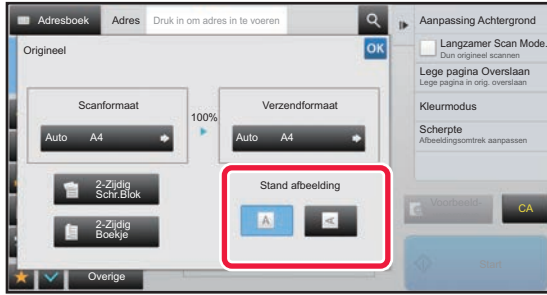 Adresboek
Adres
Druk in om adres in te voeren
Origineel
OK
Scanformaat
Auto A4
100%
Verzendformaat
Auto A4
2-Zijdig
Schr.Blok
2-Zijdig
Boekje
Stand afbeelding
A
A
Overige
Aanpassing Achtergrond
Langzamer Scan Mode.
Dun origineel scannen
Lege pagina Overslaan
Lege pagina in orig. overslaan
Kleurmodus
Scherpte
Afbeeldingsomtrek aanpassen
Voorbeeld-
CA
Start